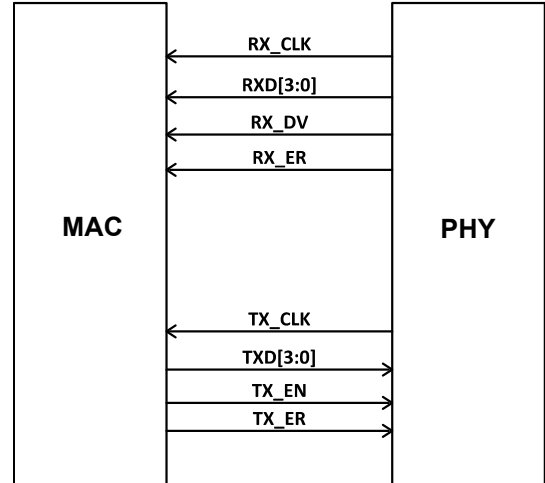 RX_CLK
RXD[3:0]
RX_DV
RX_ER
MAC
PHY
TX_CLK
TXD[3:0]
TX_EN
TX_ER